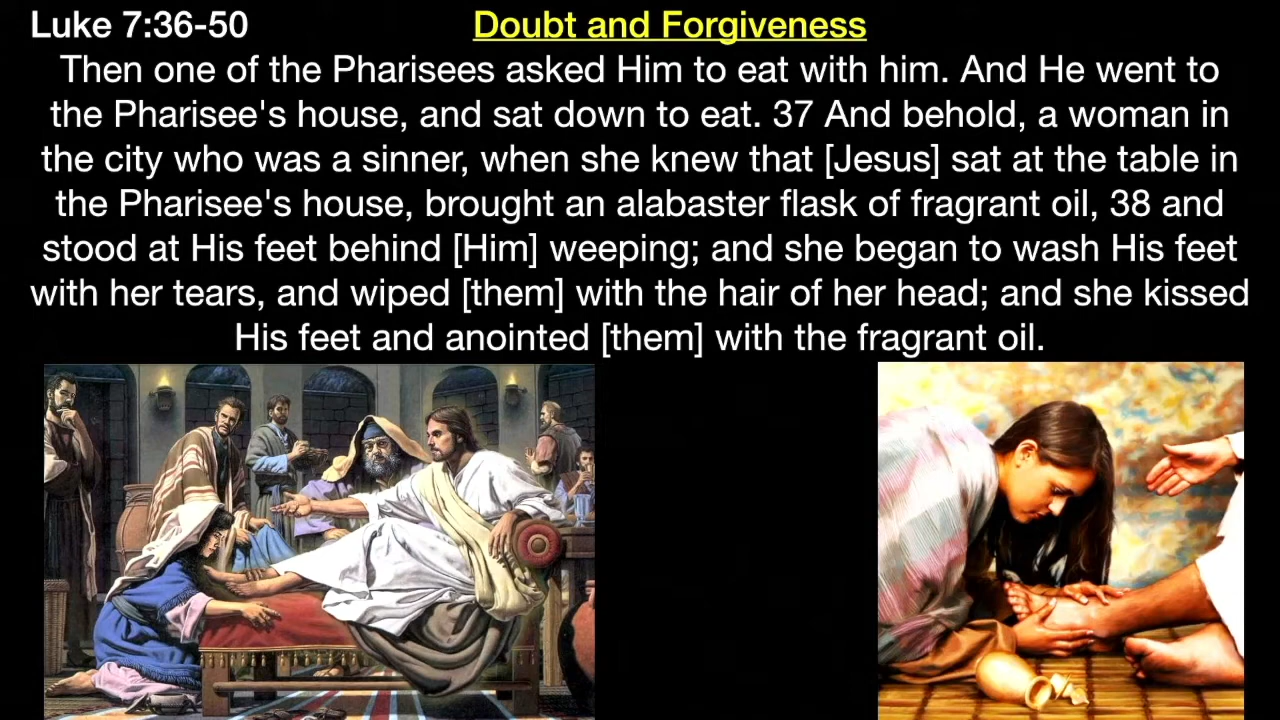 Luke 7:36-50
Doubt and Forgiveness
Then one of the Pharisees asked Him to eat with him. And He went to
the Pharisee's house, and sat down to eat. 37 And behold, a woman in
the city who was a sinner, when she knew that [Jesus] sat at the table in
the Pharisee's house, brought an alabaster flask of fragrant oil, 38 and
stood at His feet behind [Him] weeping; and she began to wash His feet
with her tears, and wiped [them] with the hair of her head; and she kissed
His feet and anointed [them] with the fragrant oil.